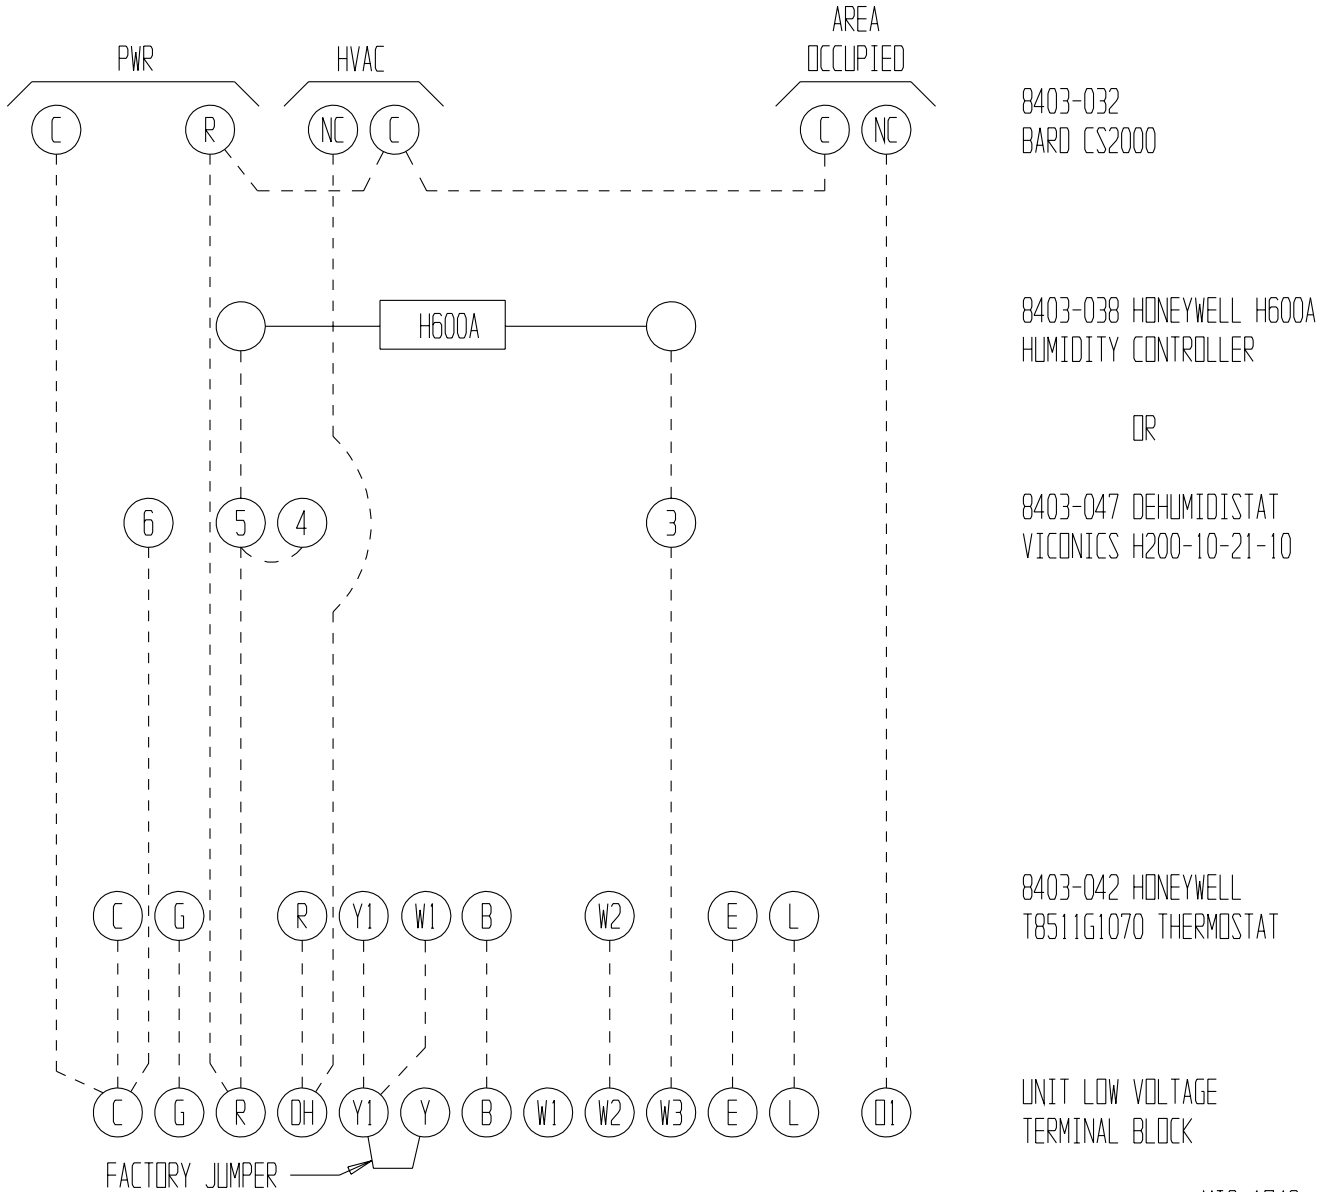 AREA
PWR HVAC OCCUPIED
C R NC C C NC
8403-032
BARD CS2000
H600A
8403-038 HONEYWELL H600A
HUMIDITY CONTROLLER
OR
6 5 4 3
8403-047 DEHUMIDISTAT
VICONICS H200-10-21-10
C G R Y1 W1 B W2 E L
8403-042 HONEYWELL
T8511G1070 THERMOSTAT
C G R DH Y1 Y B W1 W2 W3 E L O1
UNIT LOW VOLTAGE
TERMINAL BLOCK
FACTORY JUMPER